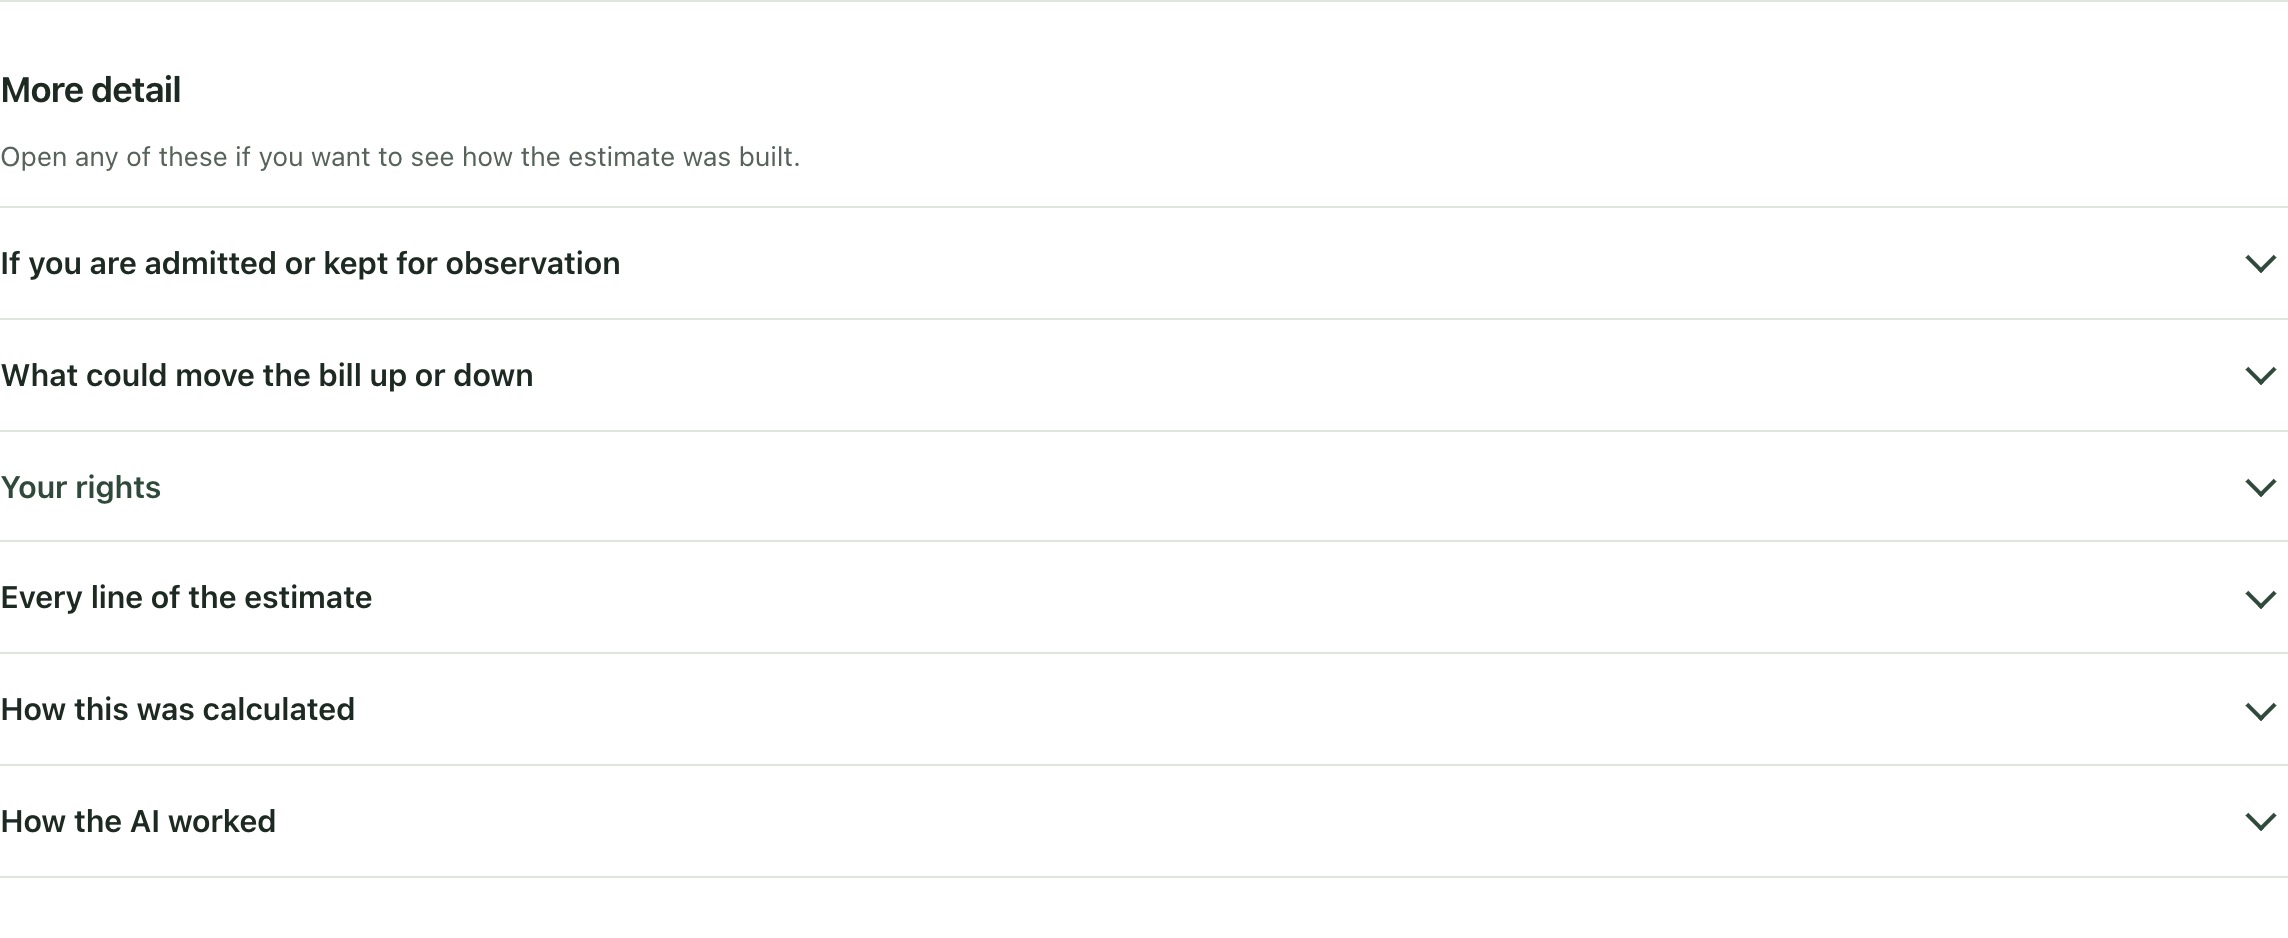 More detail
Open any of these if you want to see how the estimate was built.
If you are admitted or kept for observation
What could move the bill up or down
Your rights
Every line of the estimate
How this was calculated
How the AI worked